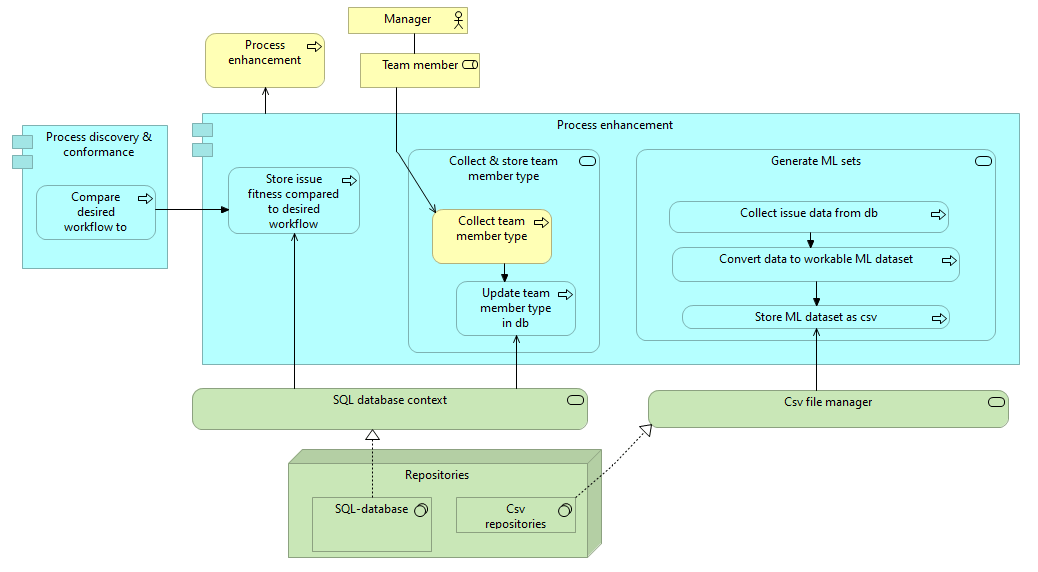 Manager
Process
enhancement
Team member
Process enhancement
Process discovery &
conformance
Compare
desired
workflow to
Store issue
fitness compared
to desired
workflow
Collect & store team
member type
Collect team
member type
Update team
member type
in db
Generate ML sets
Collect issue data from db
Convert data to workable ML dataset
Store ML dataset as csv
SQL database context
Csv file manager
Repositories
SQL-database
Csv
repositories